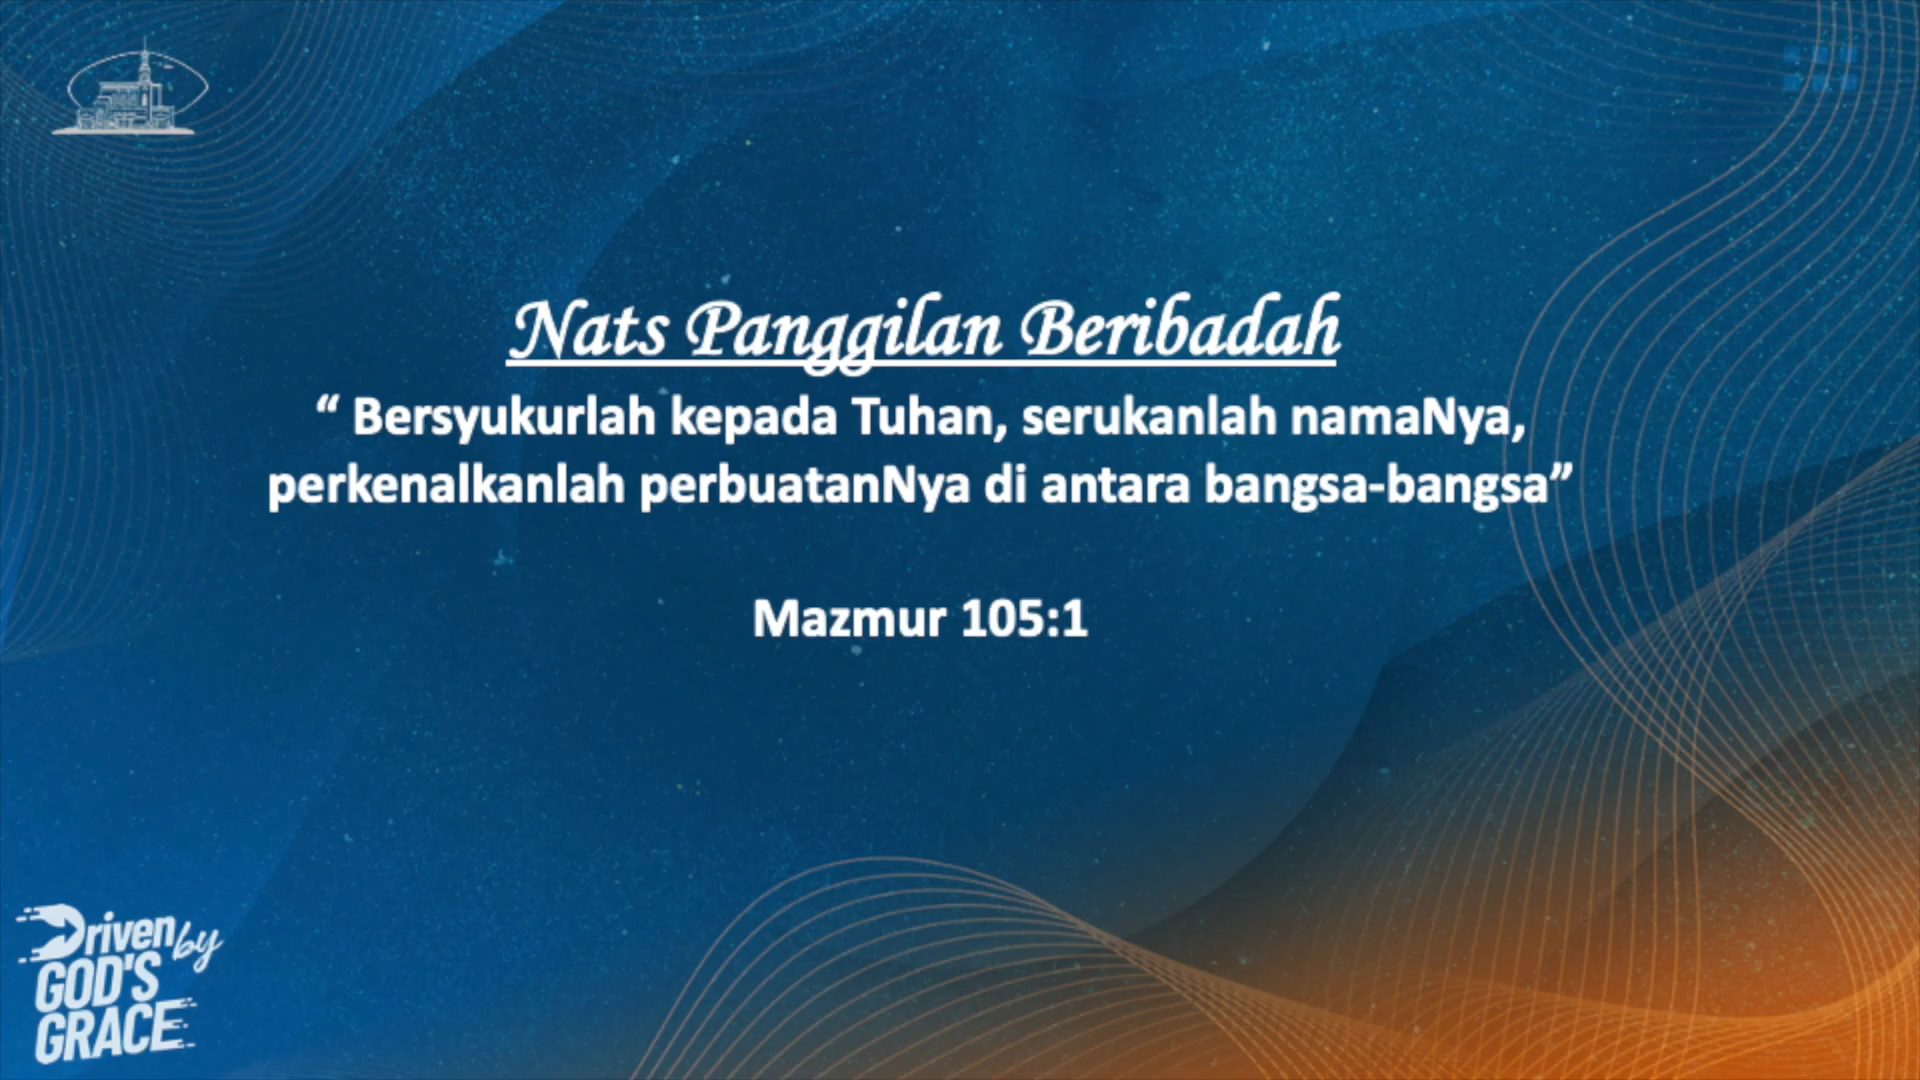 Nats Panggilan Beribadah
“ Bersyukurlah kepada Tuhan, serukanlah namaNya,
perkenalkanlah perbuatanNya di antara bangsa-bangsa”
Mazmur 105:1
Driven by
GOD'S
GRACE